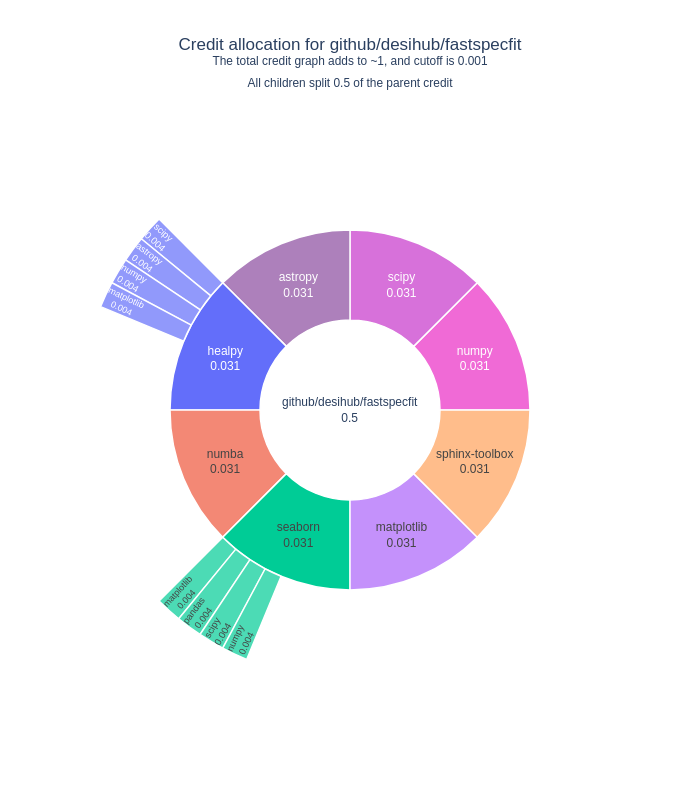 Credit allocation for github/desihub/fastspecfit
The total credit graph adds to ~1, and cutoff is 0.001
All children split 0.5 of the parent credit
scipy
0.004
astropy
0.004
numpy
0.004
matplotlib
0.004
astropy
0.031
scipy
0.031
healpy
0.031
numpy
0.031
github/desihub/fastspecfit
0.5
numba
0.031
sphinx-toolbox
0.031
seaborn
0.031
matplotlib
0.031
matplotlib
0.004
pandas
0.004
scipy
0.004
numpy
0.004